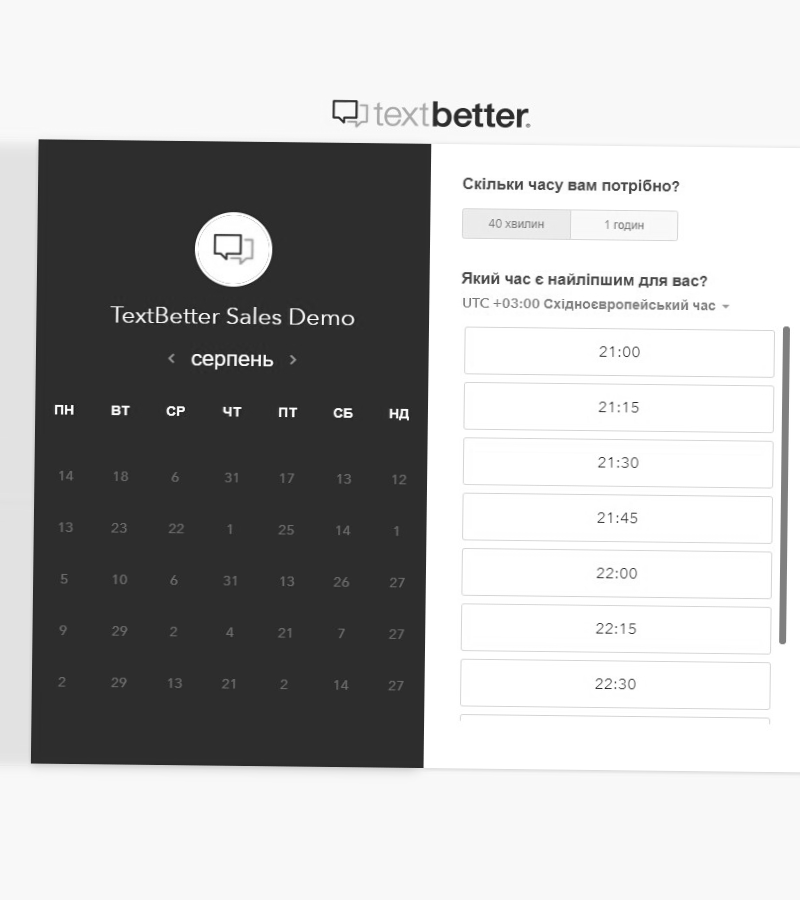 textbetter.
TextBetter Sales Demo
< серпень >
ПН ВТ СР ЧТ ПТ СБ НД
14 18 6 31 17 13 12
13 23 22 1 25 14 1
5 10 6 31 13 26 27
9 29 2 4 21 7 27
2 29 13 21 2 14 27
Скільки часу вам потрібно?
40 хвилин 1 годин
Який час є найліпшим для вас?
UTC +03:00 Східноєвропейський час
21:00
21:15
21:30
21:45
22:00
22:15
22:30